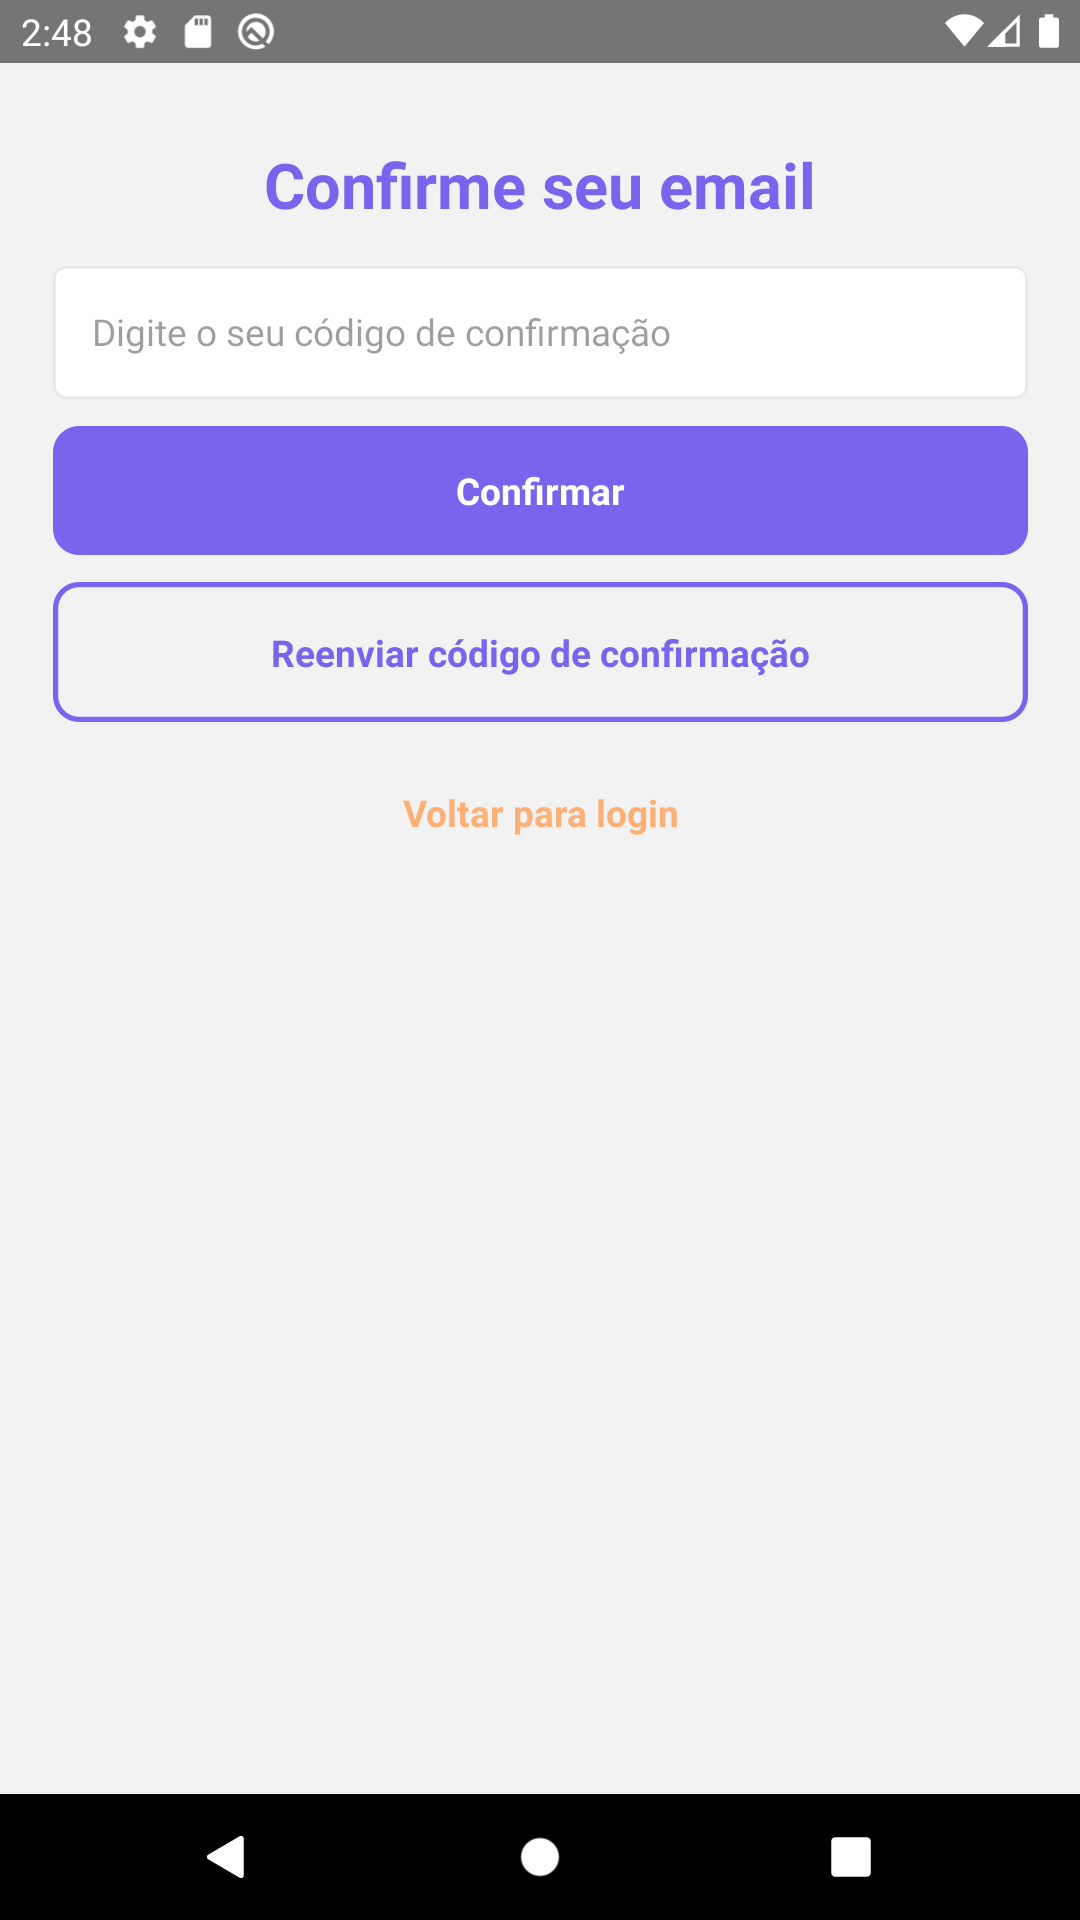 2:48
Confirme seu email
Digite o seu código de confirmação
Confirmar
Reenviar código de confirmação
Voltar para login